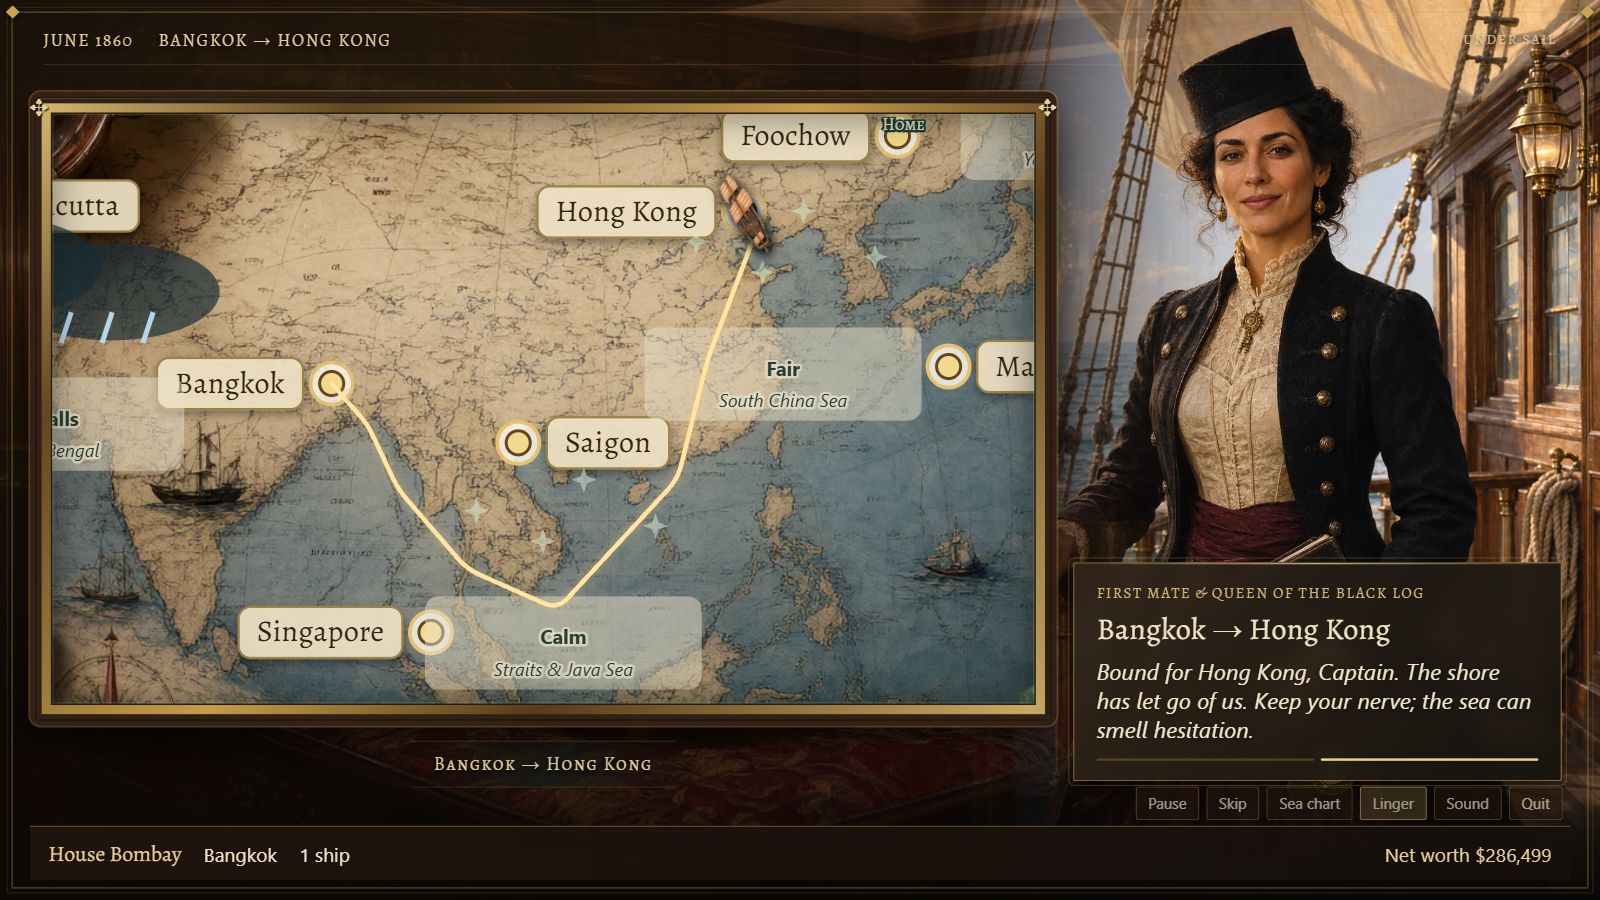 JUNE 1860 BANGKOK → HONG KONG
UNDER SAIL
Foochow
HOME
cutta
Hong Kong
Bangkok
Fair
South China Sea
Ma
alls
Bengal
Saigon
Singapore
Calm
Straits & Java Sea
BANGKOK → HONG KONG
FIRST MATE & QUEEN OF THE BLACK LOG
Bangkok → Hong Kong
Bound for Hong Kong, Captain. The shore
has let go of us. Keep your nerve; the sea can
smell hesitation.
Pause Skip Sea chart Linger Sound Quit
House Bombay Bangkok 1 ship Net worth $286,499